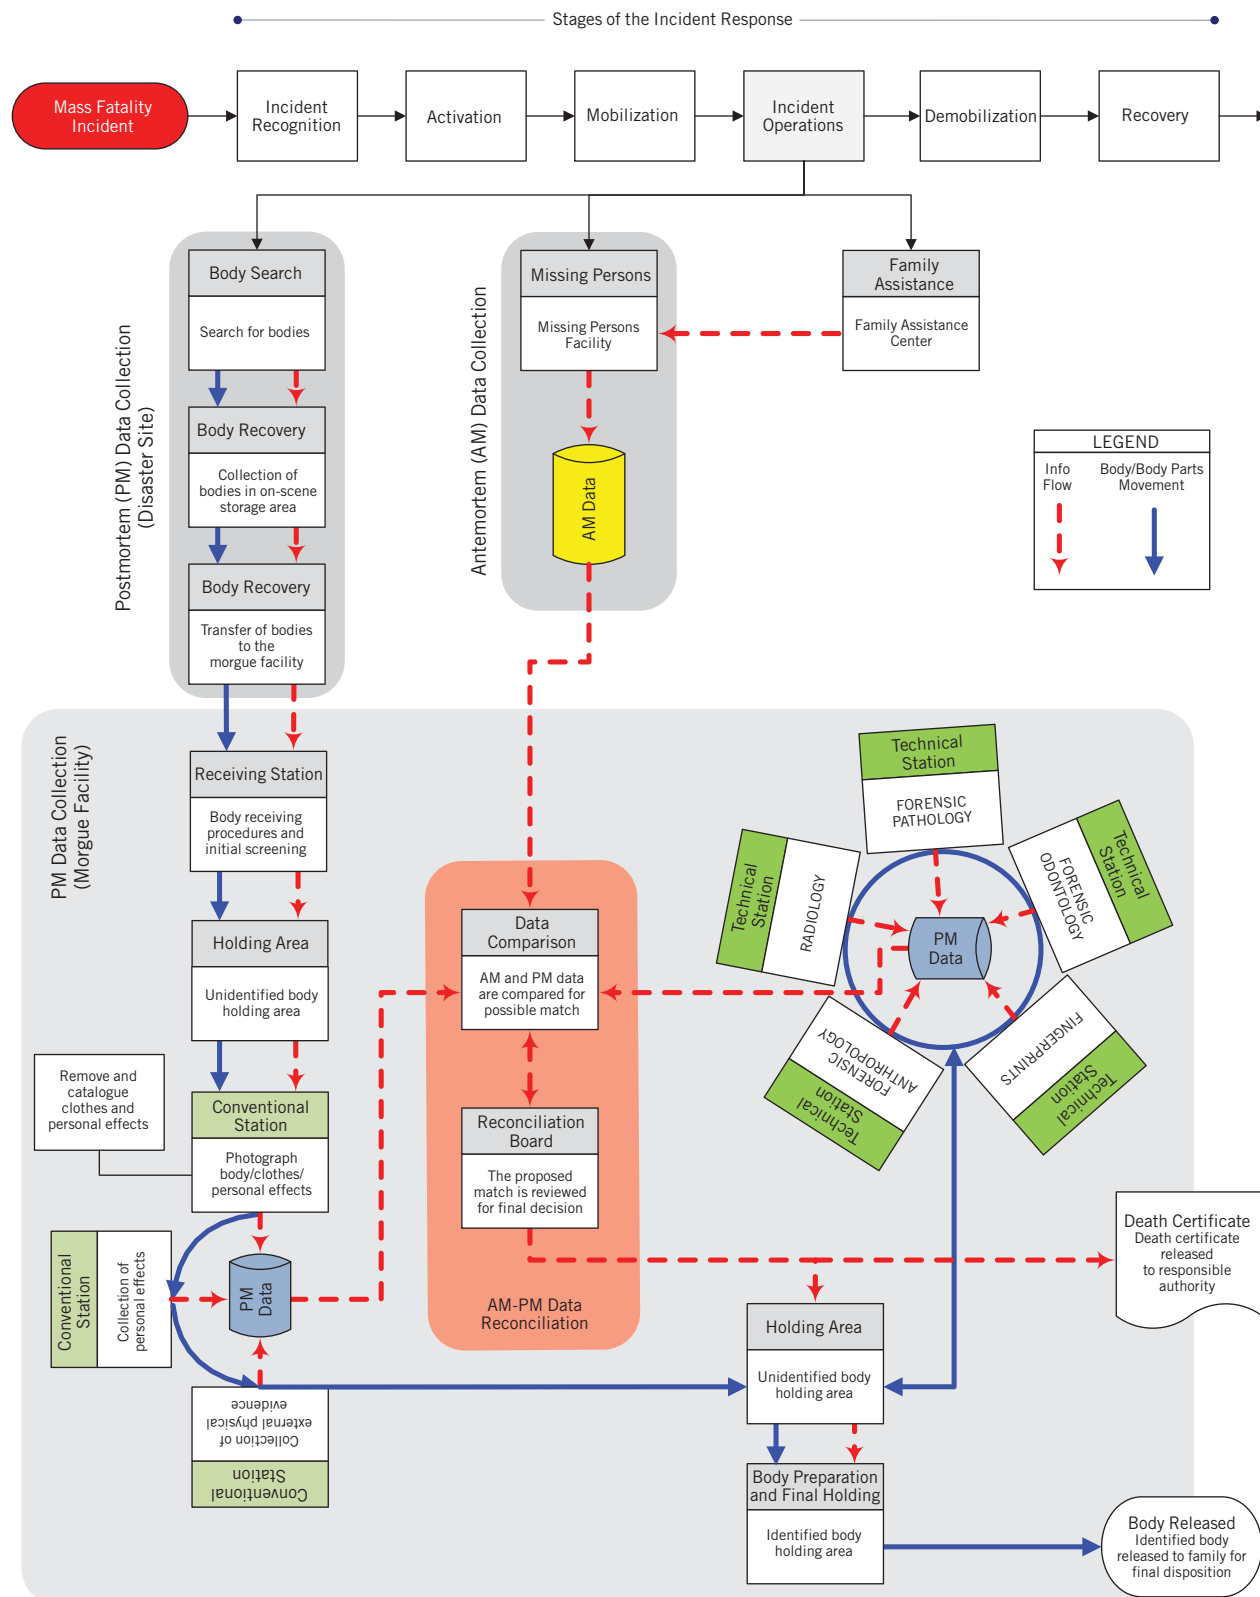 Stages of the Incident Response
Mass Fatality
Incident
Incident
Recognition
Activation
Mobilization
Incident
Operations
Demobilization
Recovery
Postmortem (PM) Data Collection
(Disaster Site)
Body Search
Search for bodies
Body Recovery
Collection of
bodies in on-scene
storage area
Body Recovery
Transfer of bodies
to the
morgue facility
Antemortem (AM) Data Collection
Missing Persons
Missing Persons
Facility
AM Data
Family
Assistance
Family Assistance
Center
LEGEND
Info
Flow
Body/Body Parts
Movement
PM Data Collection
(Morgue Facility)
Receiving Station
Body receiving
procedures and
initial screening
Holding Area
Unidentified body
holding area
Remove and
catalogue
clothes and
personal effects
Conventional
Station
Photograph
body/clothes/
personal effects
Conventional
Station
Collection of
personal effects
PM
Data
Conventional
Station
Collection of
external physical
evidence
Data
Comparison
AM and PM data
are compared for
possible match
Reconciliation
Board
The proposed
match is reviewed
for final decision
AM-PM Data
Reconciliation
Technical
Station
FORENSIC
PATHOLOGY
Technical
Station
FORENSIC
ODONTOLOGY
Technical
Station
FINGERPRINTS
Technical
Station
FORENSIC
ANTHROPOLOGY
Technical
Station
RADIOLOGY
PM
Data
Death Certificate
Death certificate
released
to responsible
authority
Holding Area
Unidentified body
holding area
Body Preparation
and Final Holding
Identified body
holding area
Body Released
Identified body
released to family for
final disposition